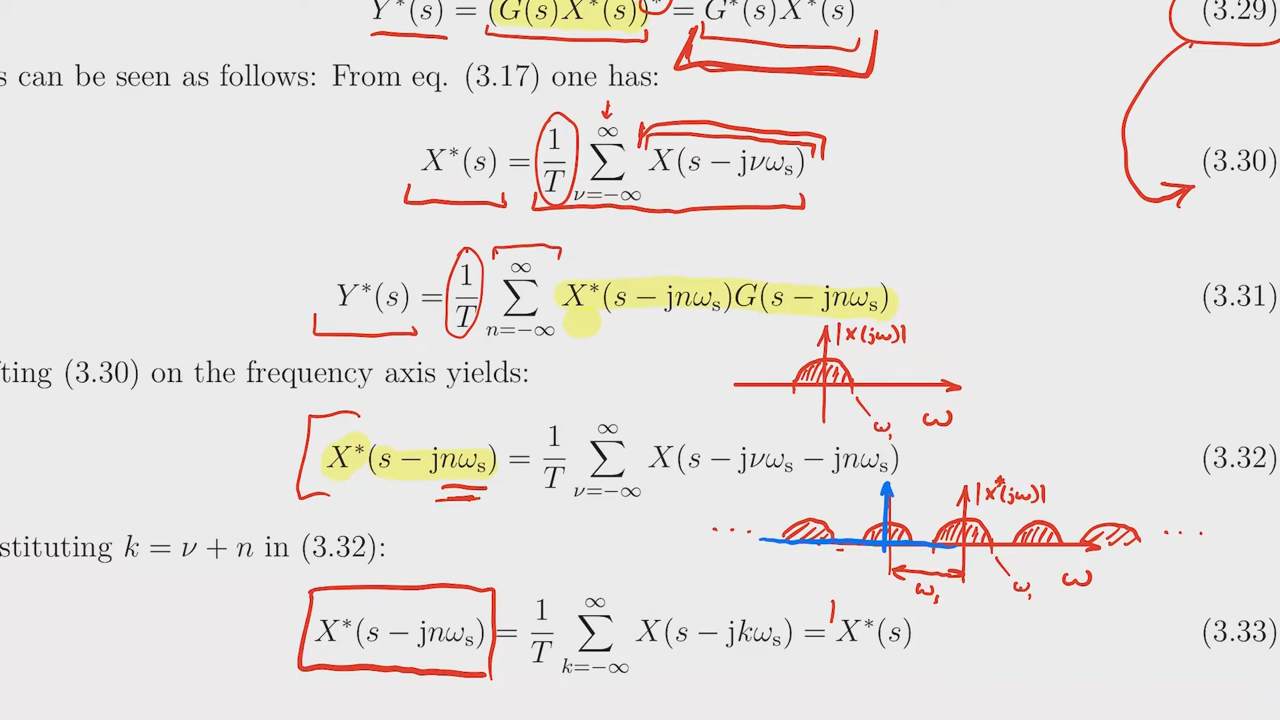 Y*(s) = (G(s)X*(s))* = G*(s)X*(s) (3.29)
s can be seen as follows: From eq. (3.17) one has:
X*(s) = 1/T ∑_{ν=−∞}^{∞} X(s − jνω_s) (3.30)
Y*(s) = 1/T ∑_{n=−∞}^{∞} X*(s − jnω_s)G(s − jnω_s) (3.31)
|X(jω)|
fting (3.30) on the frequency axis yields:
ω₁ ω
X*(s − jnω_s) = 1/T ∑_{ν=−∞}^{∞} X(s − jνω_s − jnω_s) (3.32)
|X*(jω)|
... ...
stituting k = ν + n in (3.32):
ω₁ ω
X*(s − jnω_s) = 1/T ∑_{k=−∞}^{∞} X(s − jkω_s) = X*(s) (3.33)